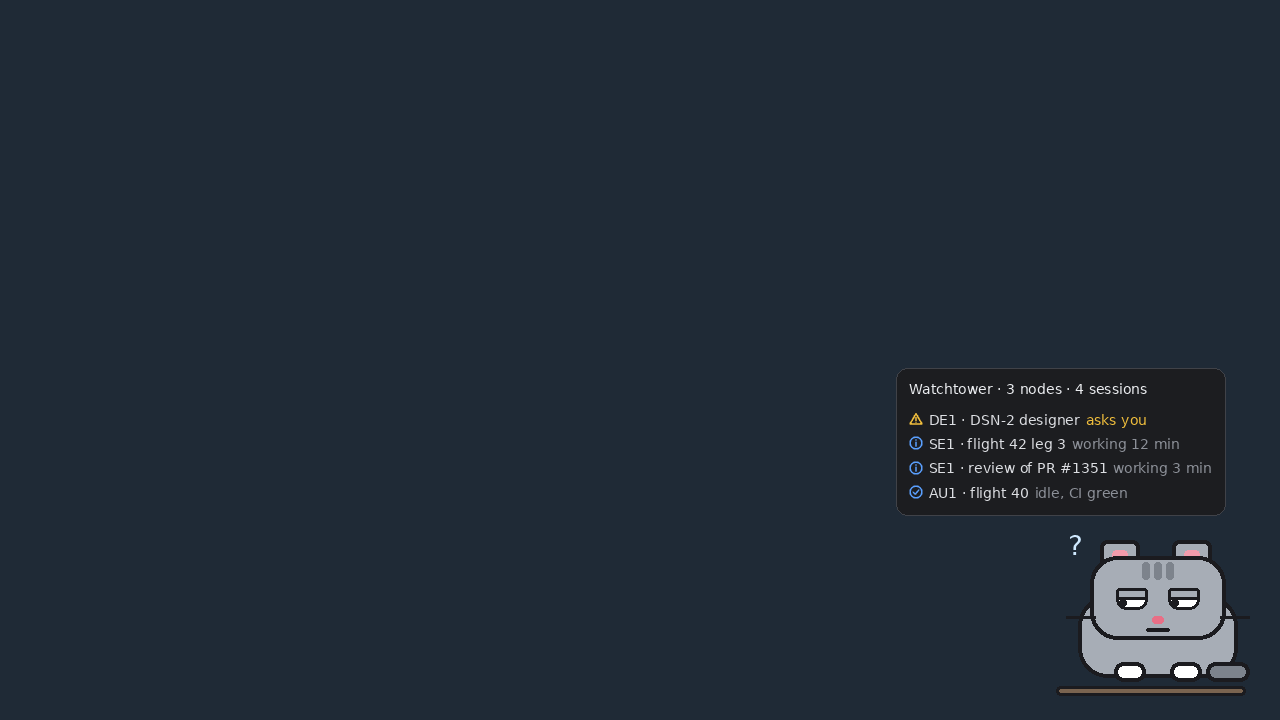 Watchtower · 3 nodes · 4 sessions
DE1 · DSN-2 designer asks you
SE1 · flight 42 leg 3 working 12 min
SE1 · review of PR #1351 working 3 min
AU1 · flight 40 idle, CI green
?